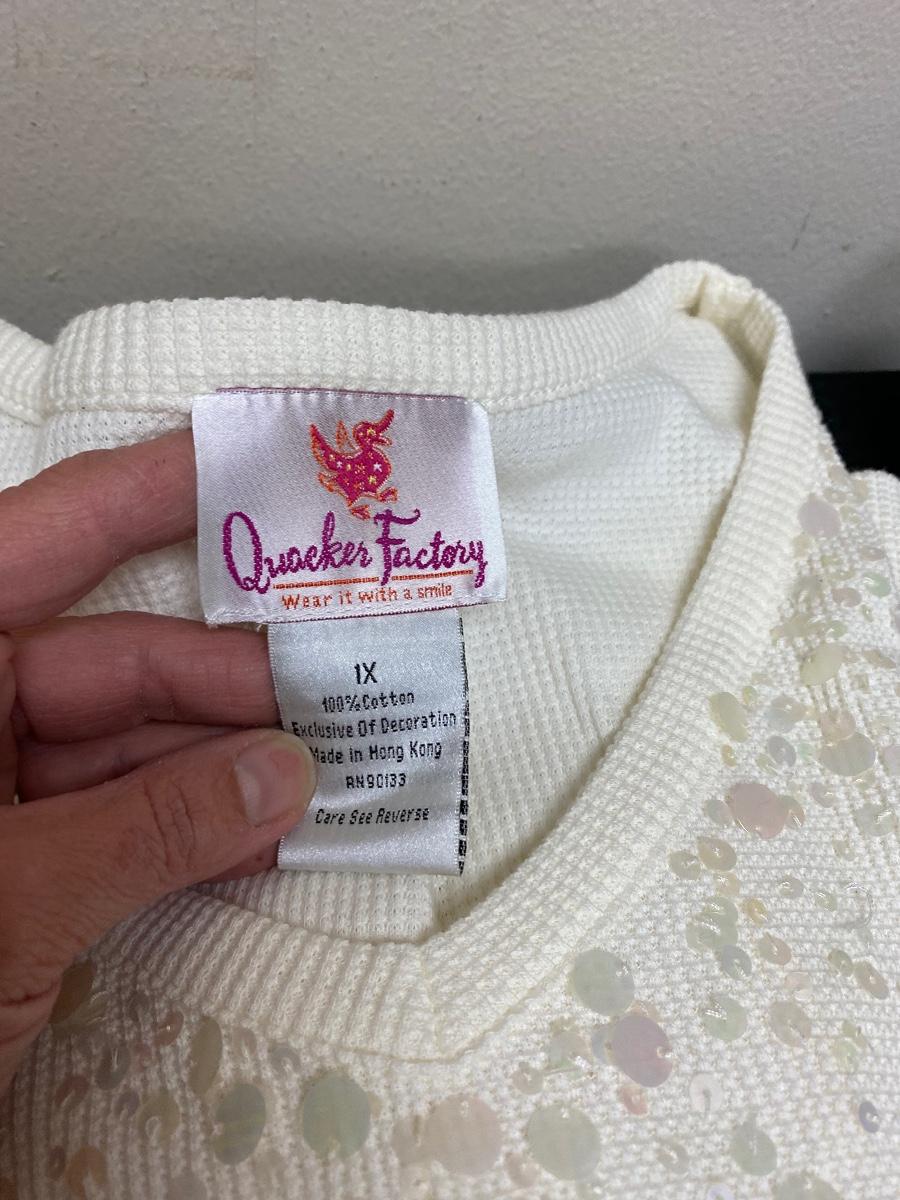 Quacker Factory
Wear it with a smile
1X
100% Cotton
Exclusive Of Decoration
Made in Hong Kong
RN90133
Care See Reverse